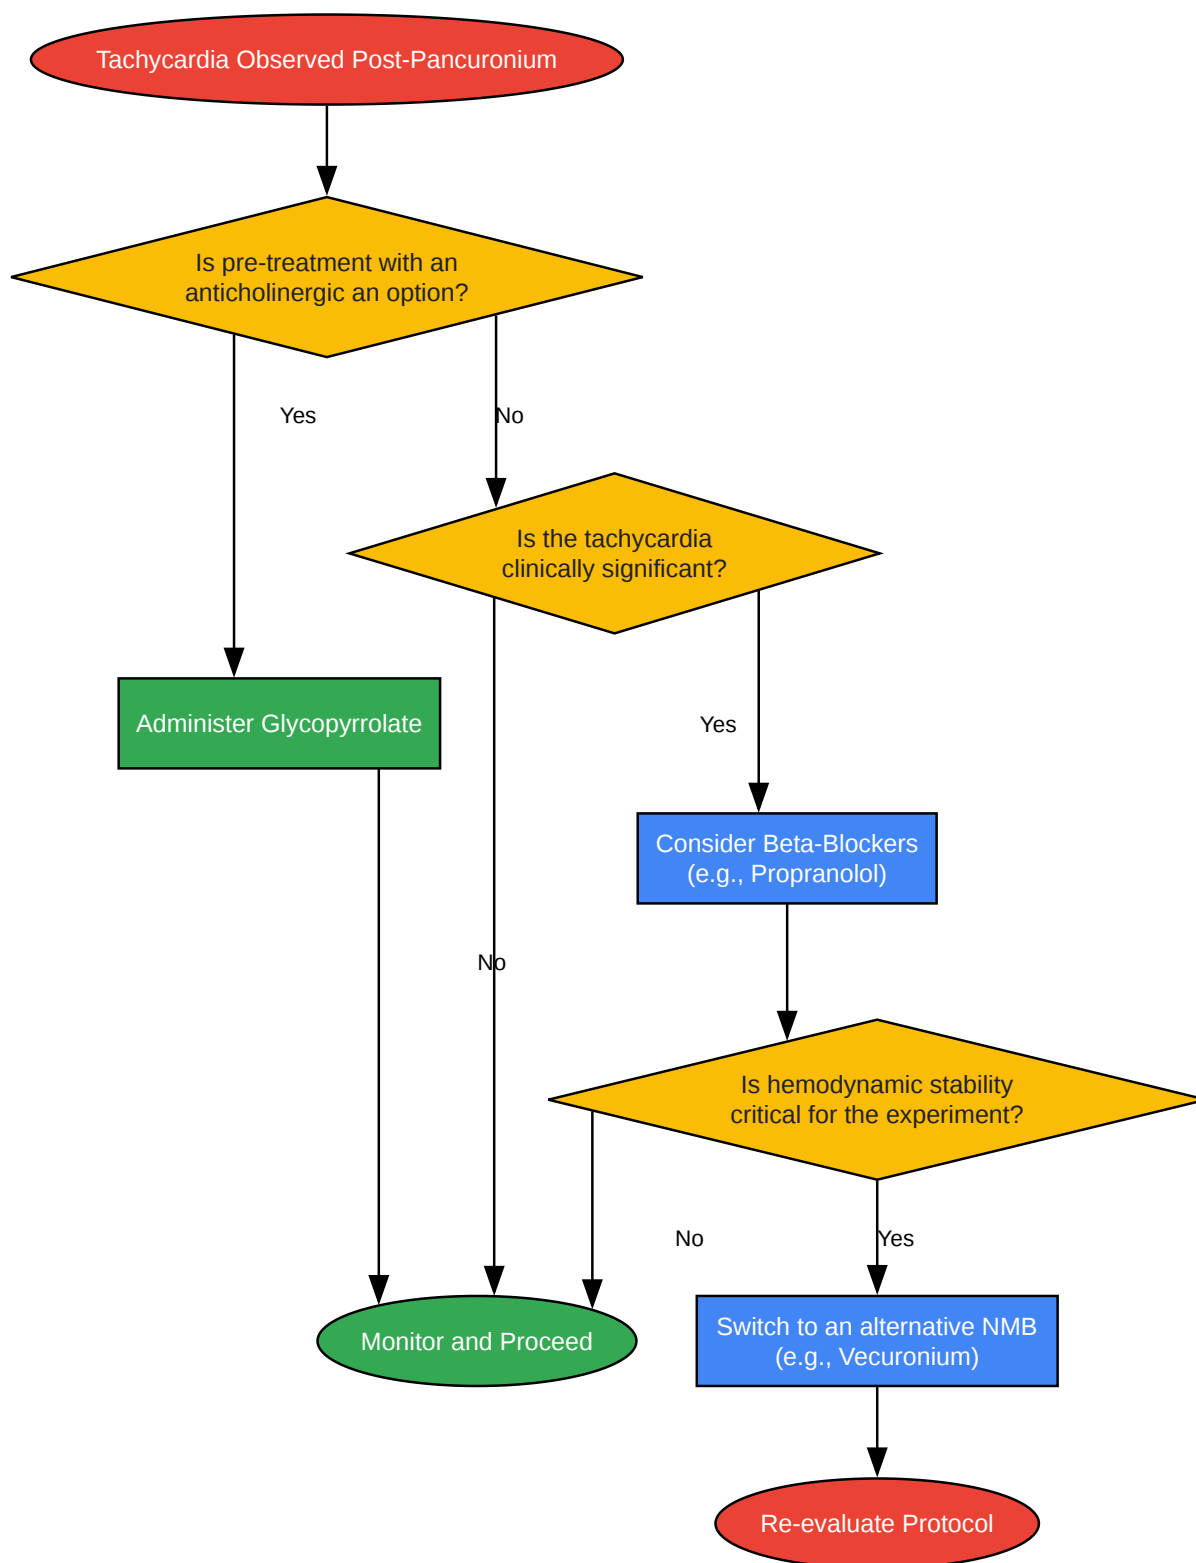 Tachycardia Observed Post-Pancuronium
Is pre-treatment with an
anticholinergic an option?
Yes
No
Is the tachycardia
clinically significant?
Administer Glycopyrrolate
Yes
Consider Beta-Blockers
(e.g., Propranolol)
No
Is hemodynamic stability
critical for the experiment?
No
Yes
Monitor and Proceed
Switch to an alternative NMB
(e.g., Vecuronium)
Re-evaluate Protocol